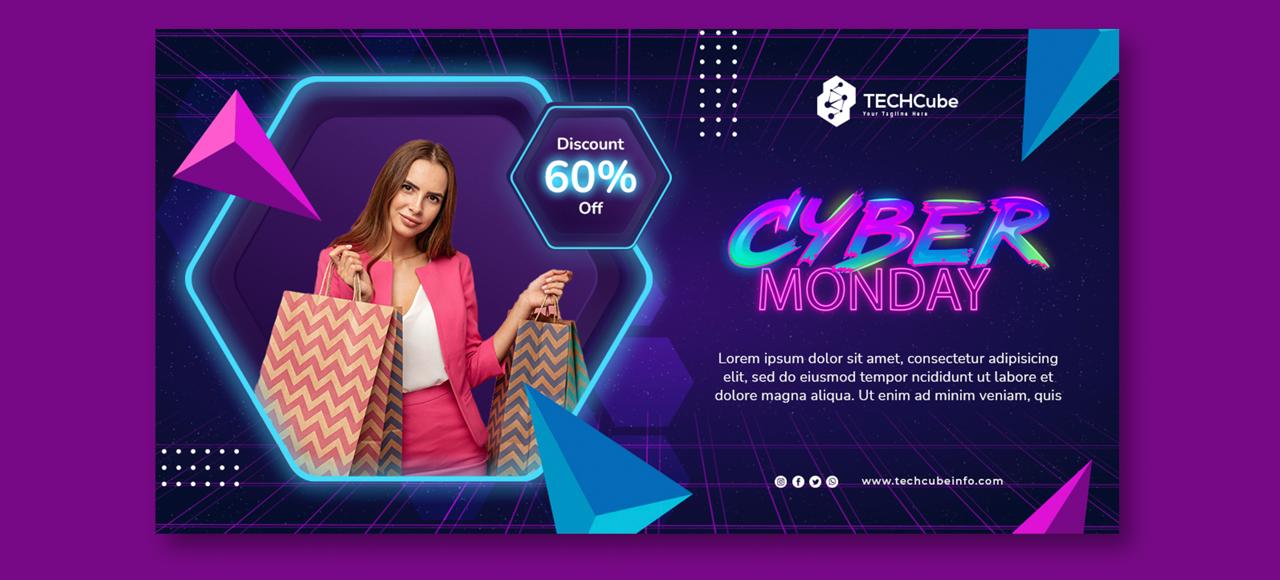 Discount
60%
Off
TECHCube
Your Tagline Here
CYBER
MONDAY
Lorem ipsum dolor sit amet, consectetur adipisicing
elit, sed do eiusmod tempor ncididunt ut labore et
dolore magna aliqua. Ut enim ad minim veniam, quis
www.techcubeinfo.com